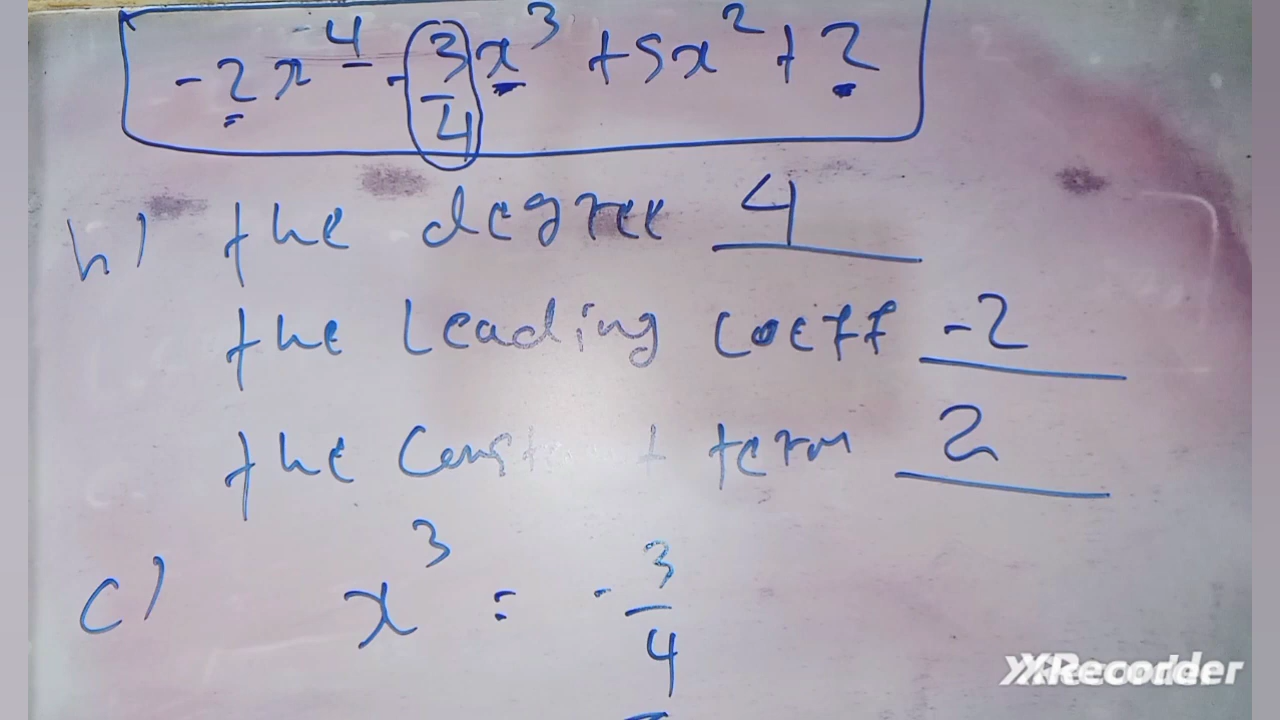 -2x⁴ - 3/4 x³ + 5x² + 2
b) the degree 4
the leading coeff -2
the constant term 2
c) x³ = - 3/4
XRecorder